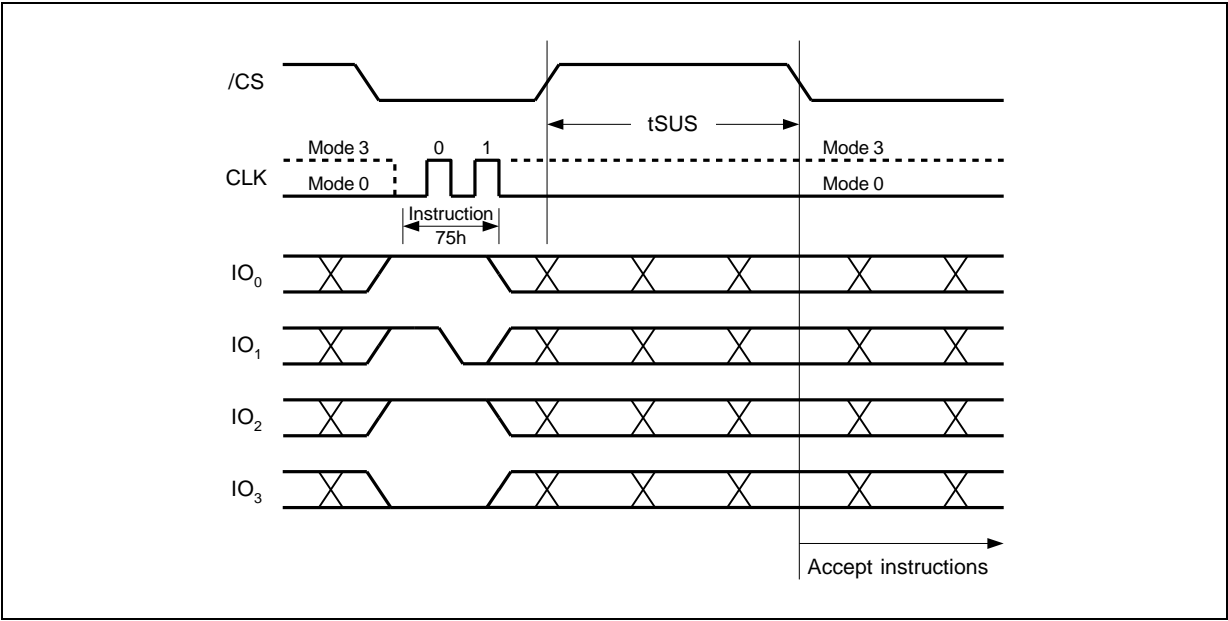 /CS
tSUS
Mode 3 0 1 Mode 3
CLK
Mode 0 Mode 0
Instruction
75h
IO0
IO1
IO2
IO3
Accept instructions